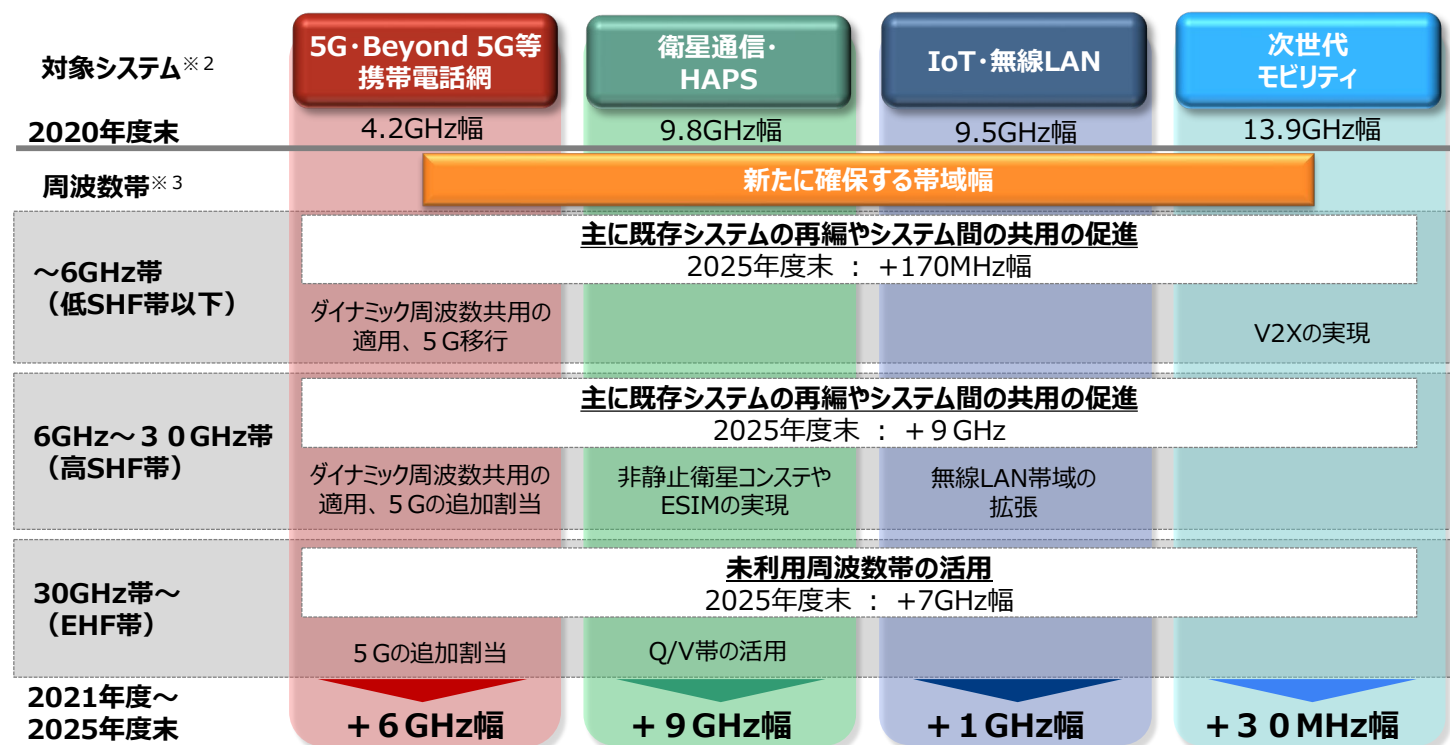 対象システム※2
5G・Beyond 5G等
携帯電話網
衛星通信・
HAPS
IoT・無線LAN
次世代
モビリティ
2020年度末
4.2GHz幅
9.8GHz幅
9.5GHz幅
13.9GHz幅
周波数帯※3
新たに確保する帯域幅
～6GHz帯
（低SHF帯以下）
主に既存システムの再編やシステム間の共用の促進
2025年度末 ： +170MHz幅
ダイナミック周波数共用の
適用、５G移行
V2Xの実現
6GHz～３０GHz帯
（高SHF帯）
主に既存システムの再編やシステム間の共用の促進
2025年度末 ： +９GHz
ダイナミック周波数共用の
適用、５Gの追加割当
非静止衛星コンステや
ESIMの実現
無線LAN帯域の
拡張
30GHz帯～
（EHF帯）
未利用周波数帯の活用
2025年度末 ： +7GHz幅
５Gの追加割当
Q/V帯の活用
2021年度～
2025年度末
+６GHz幅
+９GHz幅
+１GHz幅
+３０MHz幅